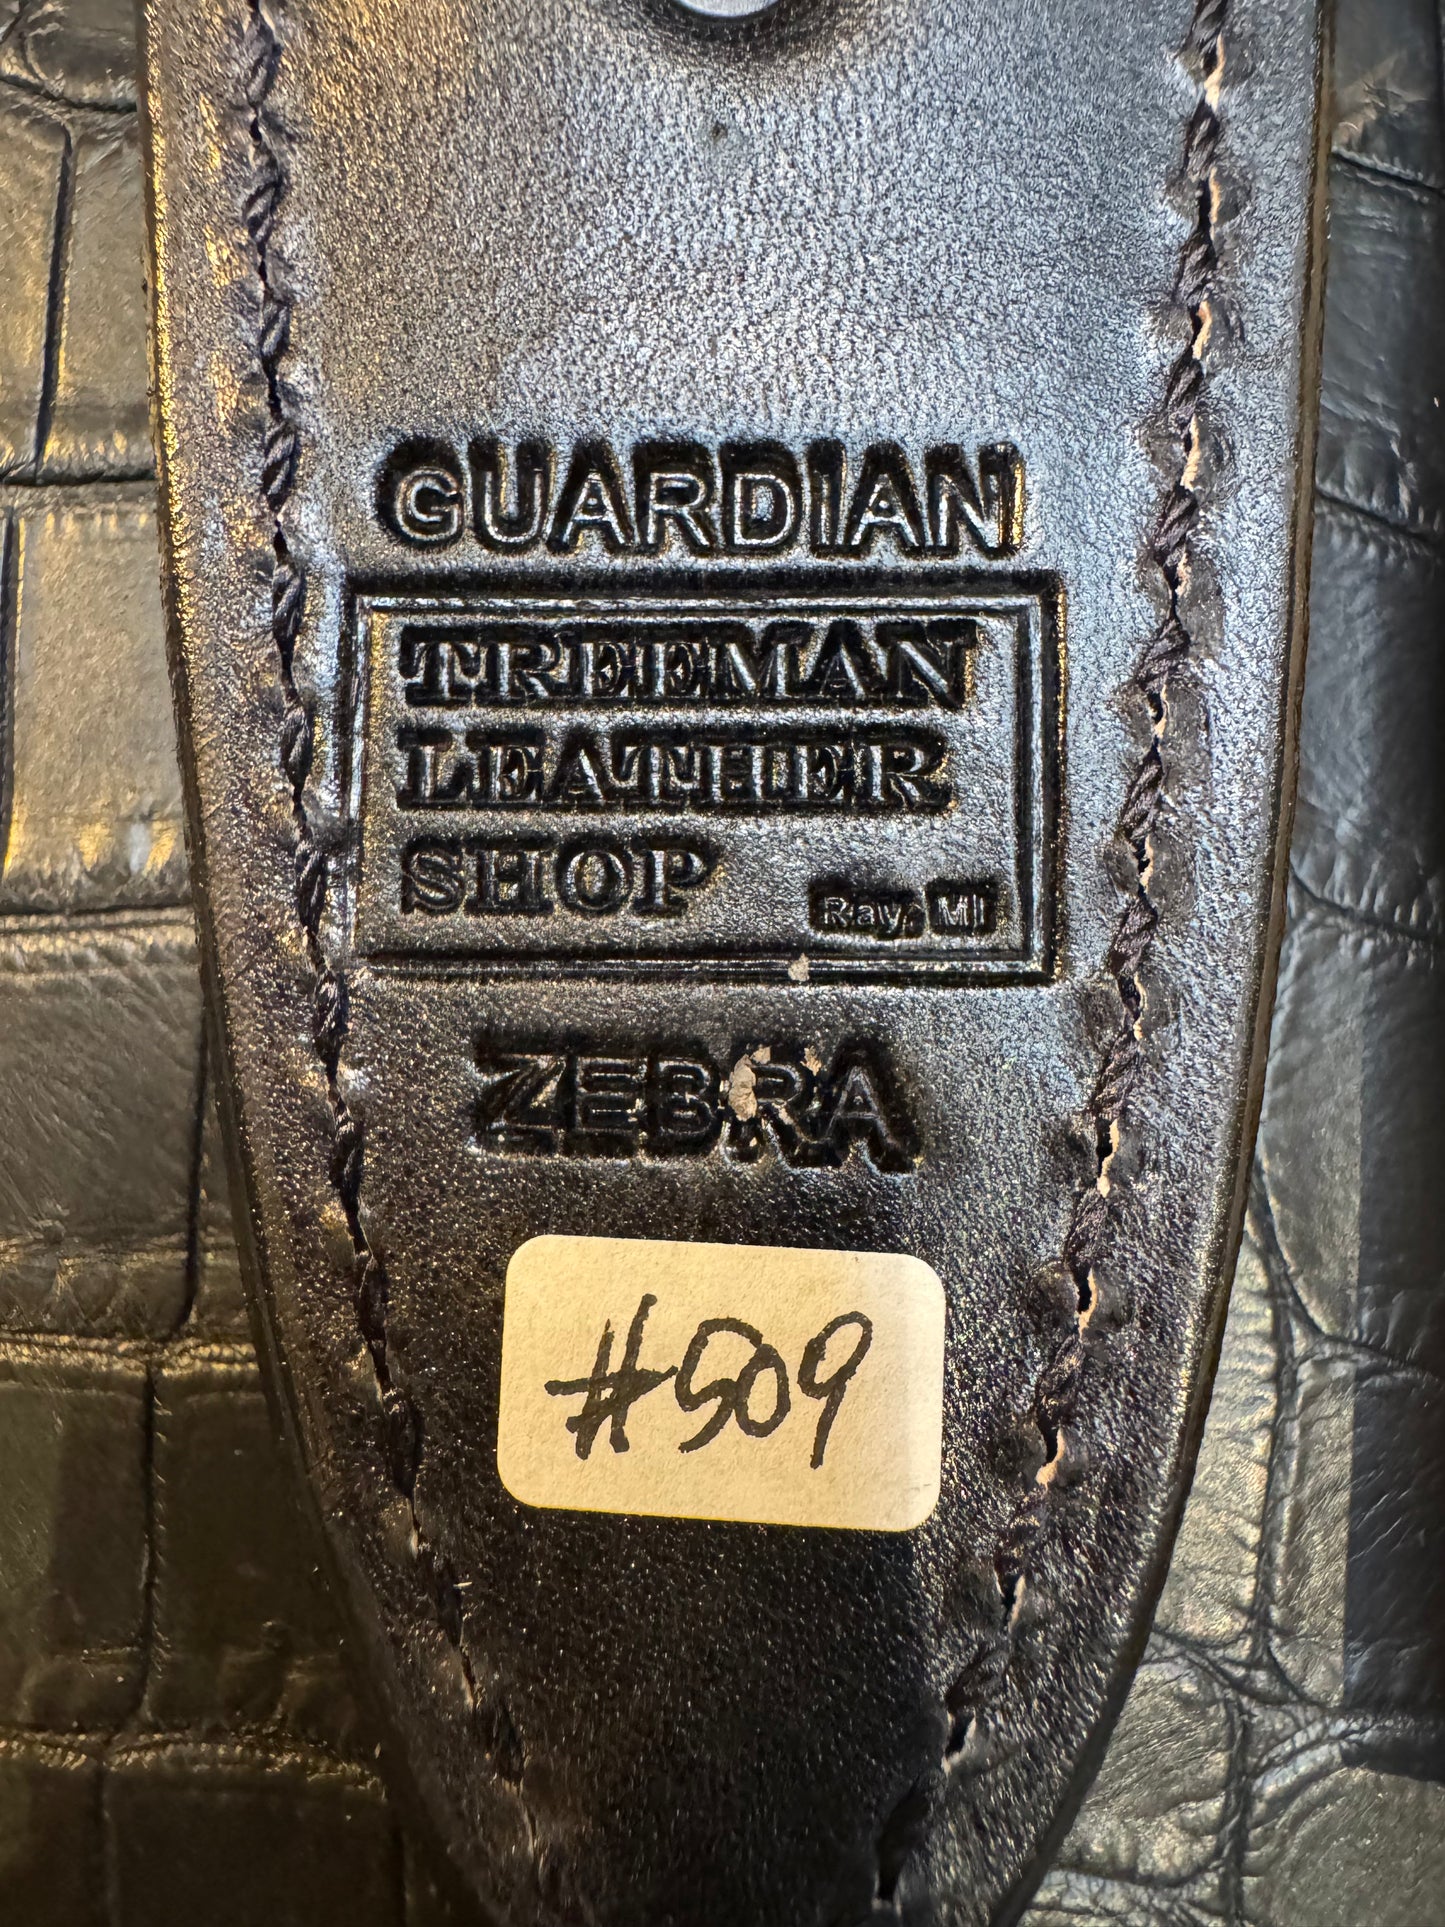 GUARDIAN
TREEMAN
LEATHER
SHOP Ray, MI
ZEBRA
#509